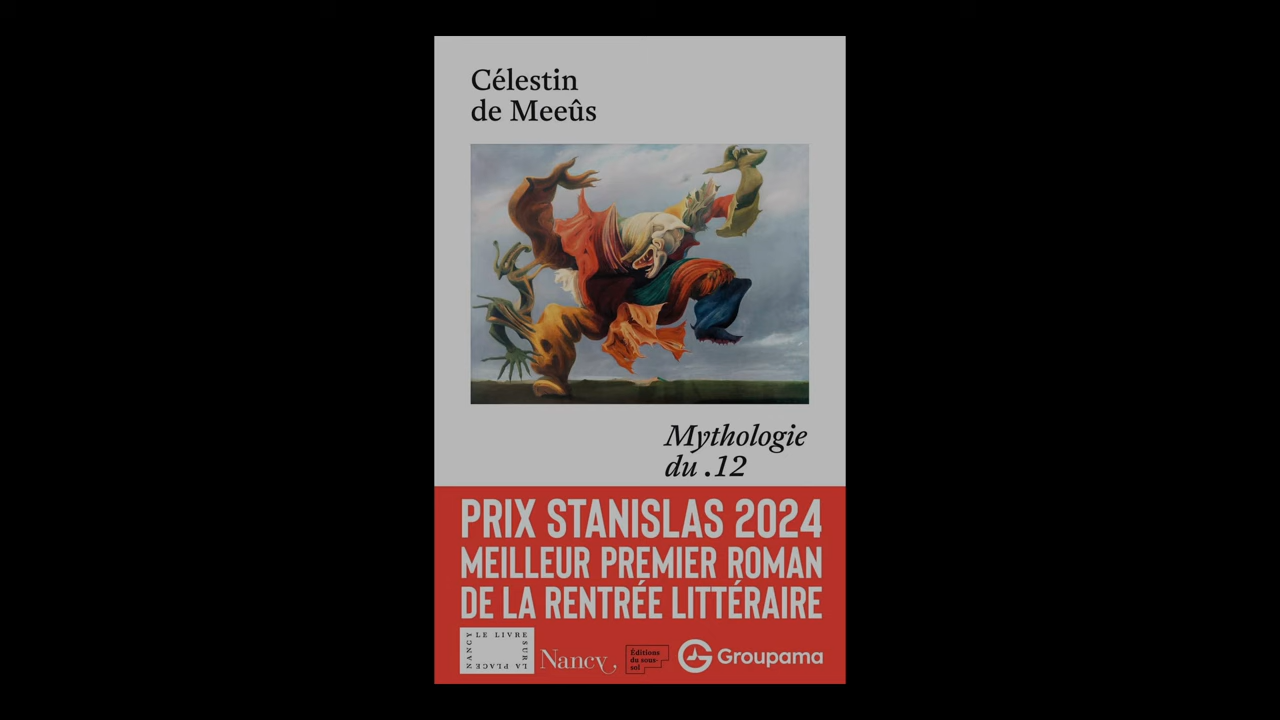 Célestin
de Meeûs
Mythologie
du .12
PRIX STANISLAS 2024
MEILLEUR PREMIER ROMAN
DE LA RENTRÉE LITTÉRAIRE
NANCY LE LIVRE SUR LA PLACE
Nancy
Éditions
du sous-
sol
Groupama